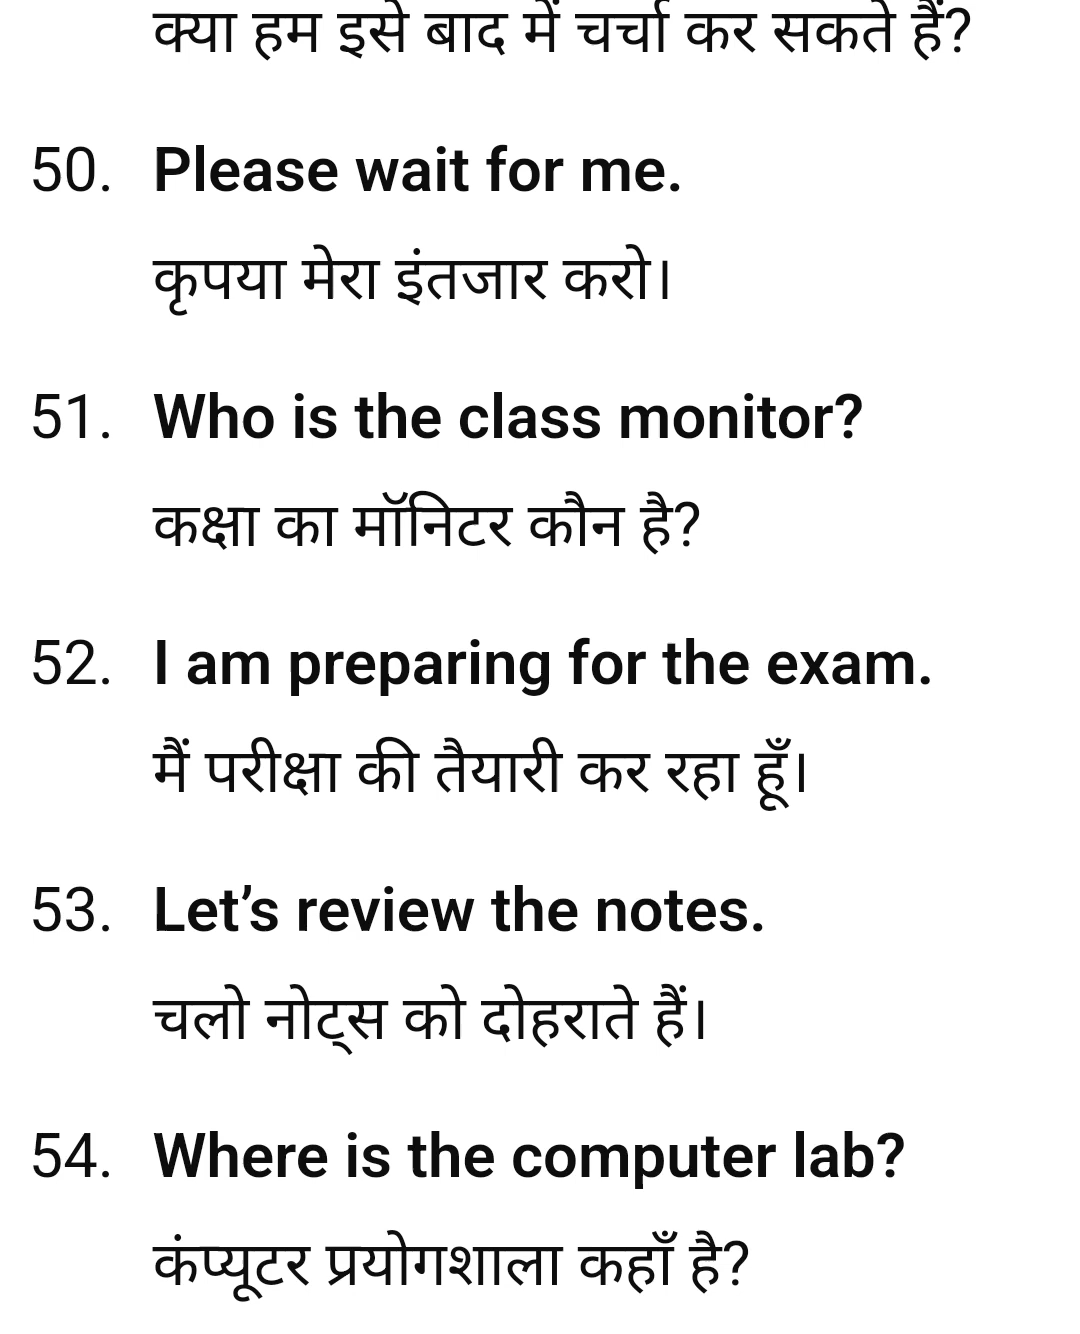 क्या हम इसे बाद में चर्चा कर सकते हैं?
50. Please wait for me.
कृपया मेरा इंतजार करो।
51. Who is the class monitor?
कक्षा का मॉनिटर कौन है?
52. I am preparing for the exam.
मैं परीक्षा की तैयारी कर रहा हूँ।
53. Let’s review the notes.
चलो नोट्स को दोहराते हैं।
54. Where is the computer lab?
कंप्यूटर प्रयोगशाला कहाँ है?